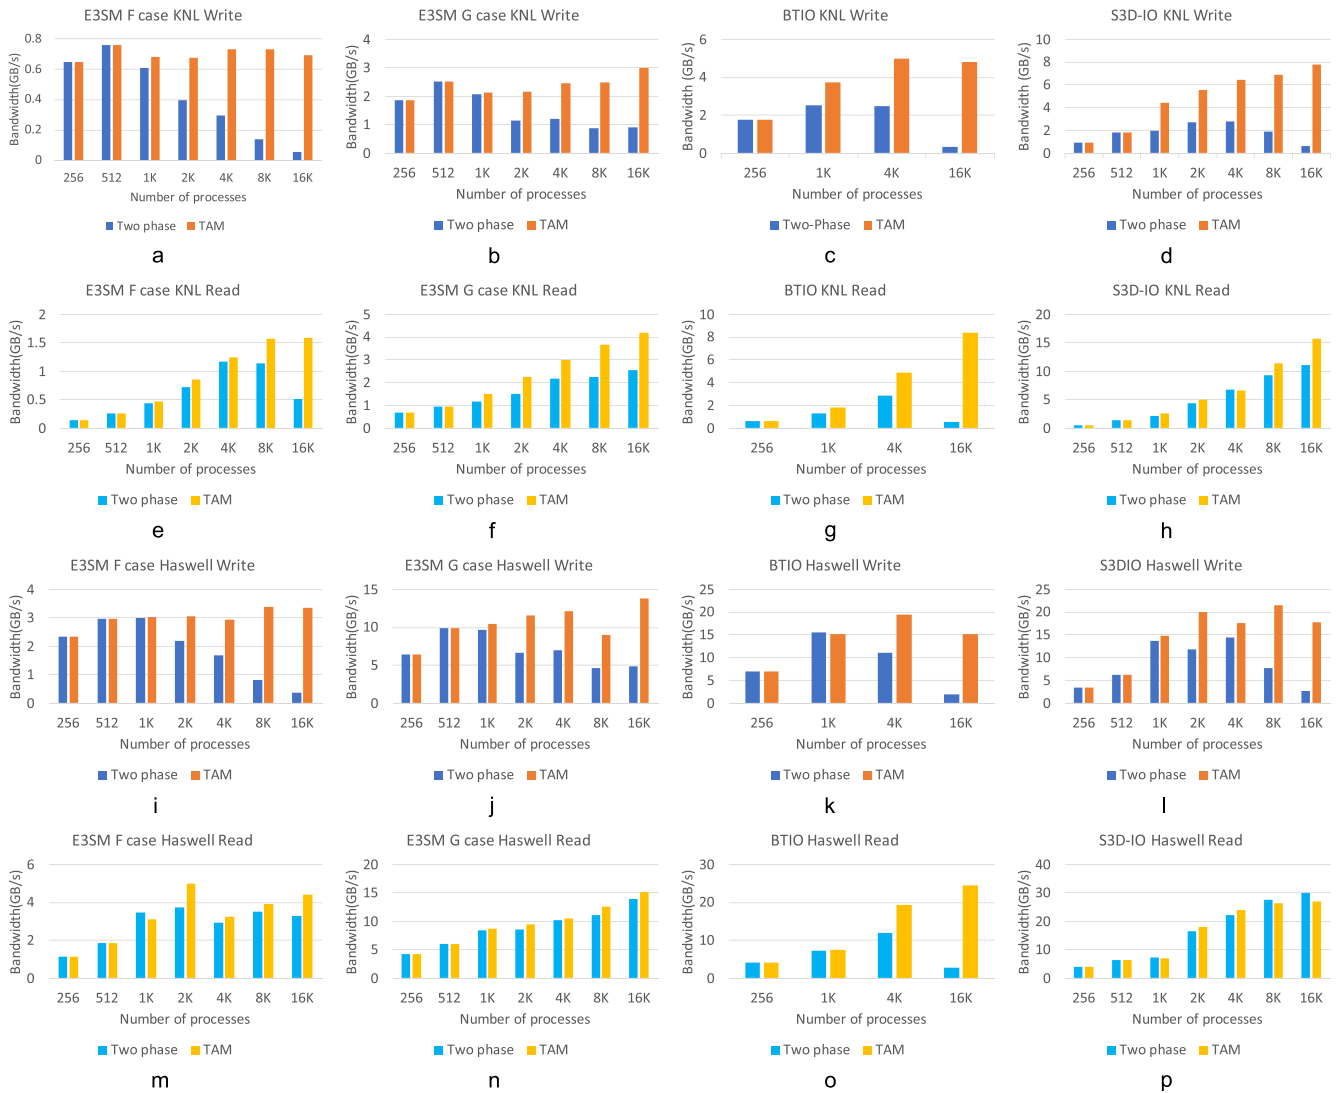 E3SM F case KNL Write
Bandwidth(GB/s)
0.8
0.6
0.4
0.2
0
256 512 1K 2K 4K 8K 16K
Number of processes
Two phase TAM
a
E3SM G case KNL Write
Bandwidth(GB/s)
4
3
2
1
0
256 512 1K 2K 4K 8K 16K
Number of processes
Two phase TAM
b
BTIO KNL Write
Bandwidth (GB/s)
6
4
2
0
256 1K 4K 16K
Number of processes
Two-Phase TAM
c
S3D-IO KNL Write
Bandwidth (GB/s)
10
8
6
4
2
0
256 512 1K 2K 4K 8K 16K
Number of processes
Two phase TAM
d
E3SM F case KNL Read
Bandwidth(GB/s)
2
1.5
1
0.5
0
256 512 1K 2K 4K 8K 16K
Number of processes
Two phase TAM
e
E3SM G case KNL Read
Bandwidth(GB/s)
5
4
3
2
1
0
256 512 1K 2K 4K 8K 16K
Number of processes
Two phase TAM
f
BTIO KNL Read
Bandwidth(GB/s)
10
8
6
4
2
0
256 1K 4K 16K
Number of processes
Two phase TAM
g
S3D-IO KNL Read
Bandwidth(GB/s)
20
15
10
5
0
256 512 1K 2K 4K 8K 16K
Number of processes
Two phase TAM
h
E3SM F case Haswell Write
Bandwidth(GB/s)
4
3
2
1
0
256 512 1K 2K 4K 8K 16K
Number of processes
Two phase TAM
i
E3SM G case Haswell Write
Bandwidth(GB/s)
15
10
5
0
256 512 1K 2K 4K 8K 16K
Number of processes
Two phase TAM
j
BTIO Haswell Write
Bandwidth(GB/s)
25
20
15
10
5
0
256 1K 4K 16K
Number of processes
Two phase TAM
k
S3DIO Haswell Write
Bandwidth(GB/s)
25
20
15
10
5
0
256 512 1K 2K 4K 8K 16K
Number of processes
Two phase TAM
l
E3SM F case Haswell Read
Bandwidth(GB/s)
6
4
2
0
256 512 1K 2K 4K 8K 16K
Number of processes
Two phase TAM
m
E3SM G case Haswell Read
Bandwidth(GB/s)
20
15
10
5
0
256 512 1K 2K 4K 8K 16K
Number of processes
Two phase TAM
n
BTIO Haswell Read
Bandwidth(GB/s)
30
20
10
0
256 1K 4K 16K
Number of processes
Two phase TAM
o
S3D-IO Haswell Read
Bandwidth(GB/s)
40
30
20
10
0
256 512 1K 2K 4K 8K 16K
Number of processes
Two phase TAM
p